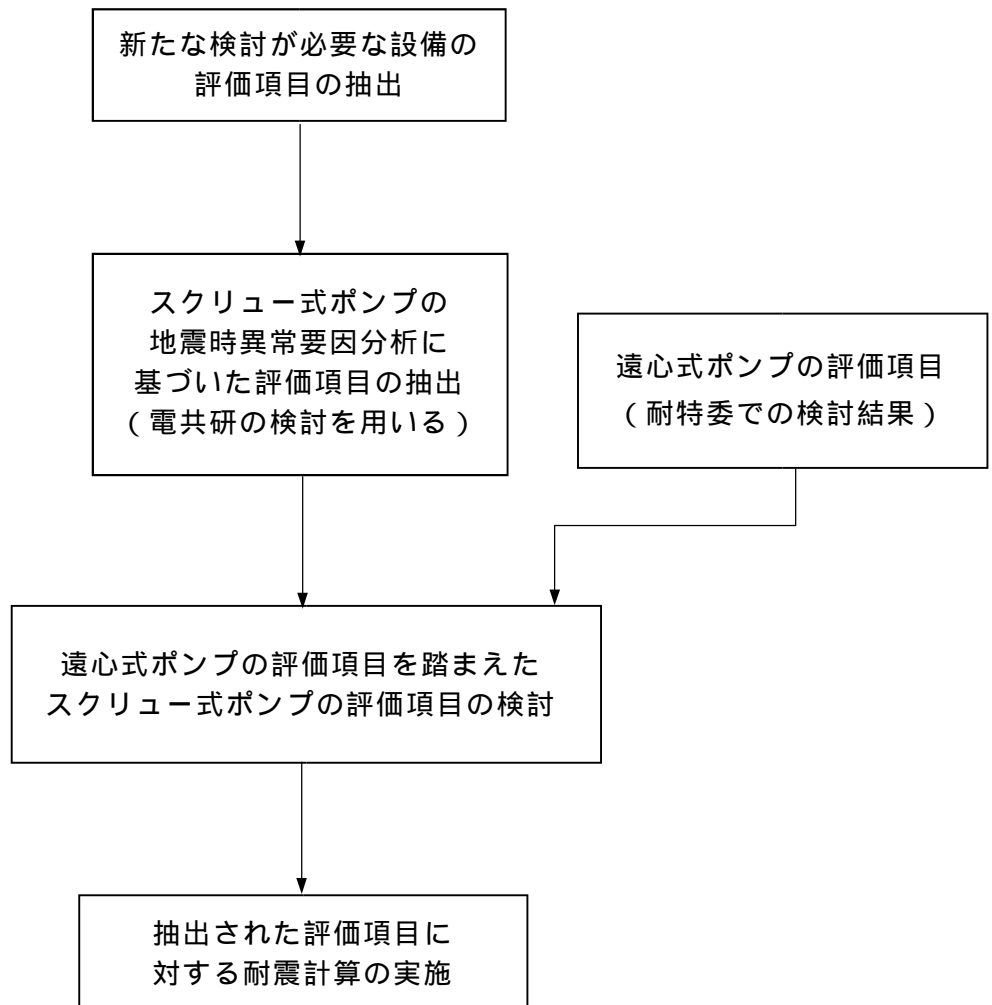 新たな検討が必要な設備の
評価項目の抽出
スクリュー式ポンプの
地震時異常要因分析に
基づいた評価項目の抽出
(電共研の検討を用いる)
遠心式ポンプの評価項目
(耐特委での検討結果)
遠心式ポンプの評価項目を踏まえた
スクリュー式ポンプの評価項目の検討
抽出された評価項目に
対する耐震計算の実施